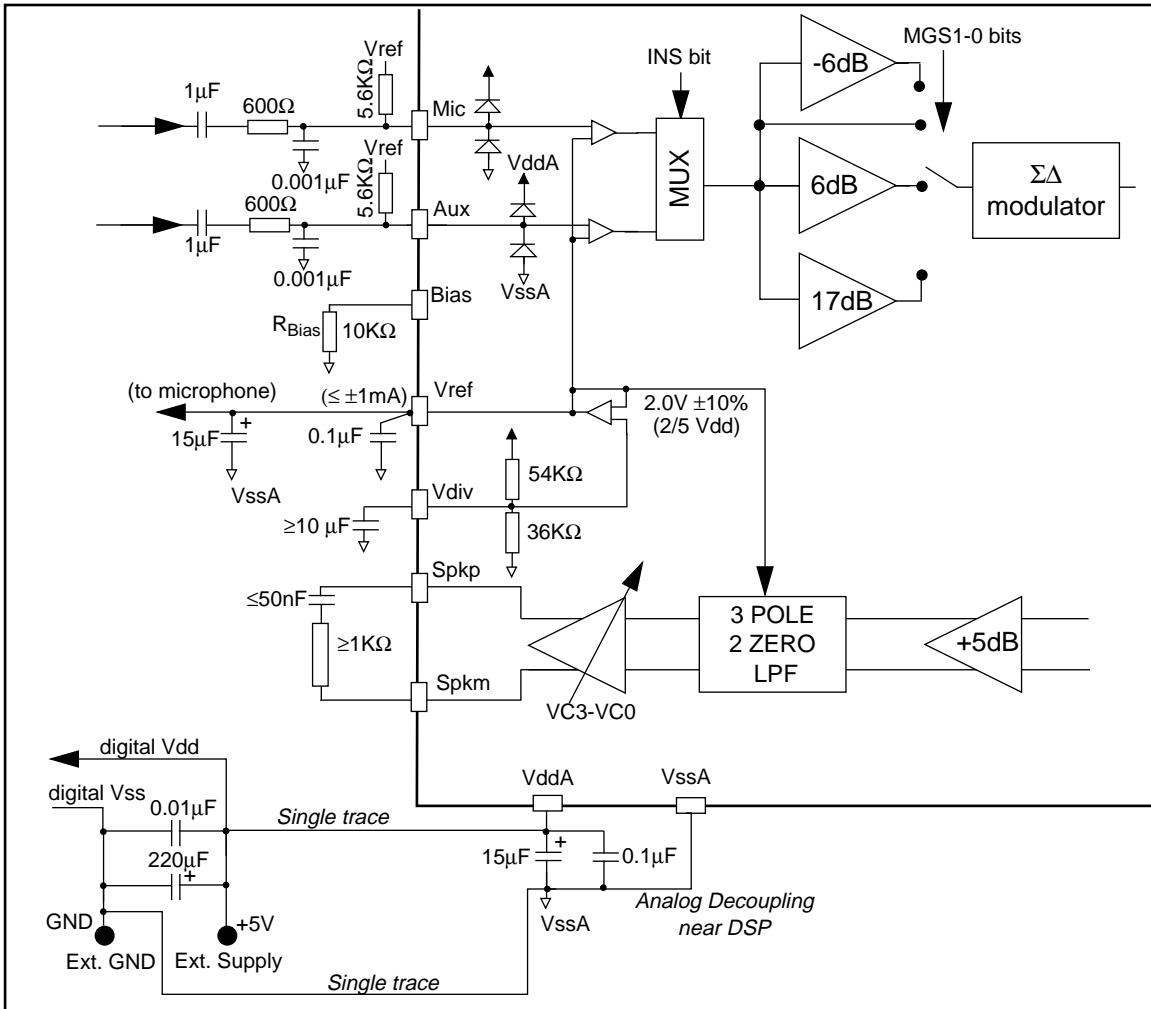 MGS1-0 bits
INS bit
-6dB
Vref
1μF
600Ω
5.6KΩ
Mic
0.001μF
Vref
5.6KΩ
VddA
MUX
6dB
ΣΔ
modulator
600Ω
Aux
1μF
0.001μF
VssA
Bias
17dB
RBias
10KΩ
(to microphone)
(≤ ±1mA)
Vref
2.0V ±10%
(2/5 Vdd)
15μF
+
0.1μF
VssA
54KΩ
Vdiv
≥10 μF
36KΩ
Spkp
≤50nF
≥1KΩ
3 POLE
2 ZERO
LPF
+5dB
Spkm
VC3-VC0
digital Vdd
VddA
VssA
digital Vss
0.01μF
Single trace
220μF
+
15μF
+
0.1μF
GND
+5V
VssA
Analog Decoupling
near DSP
Ext. GND
Ext. Supply
Single trace